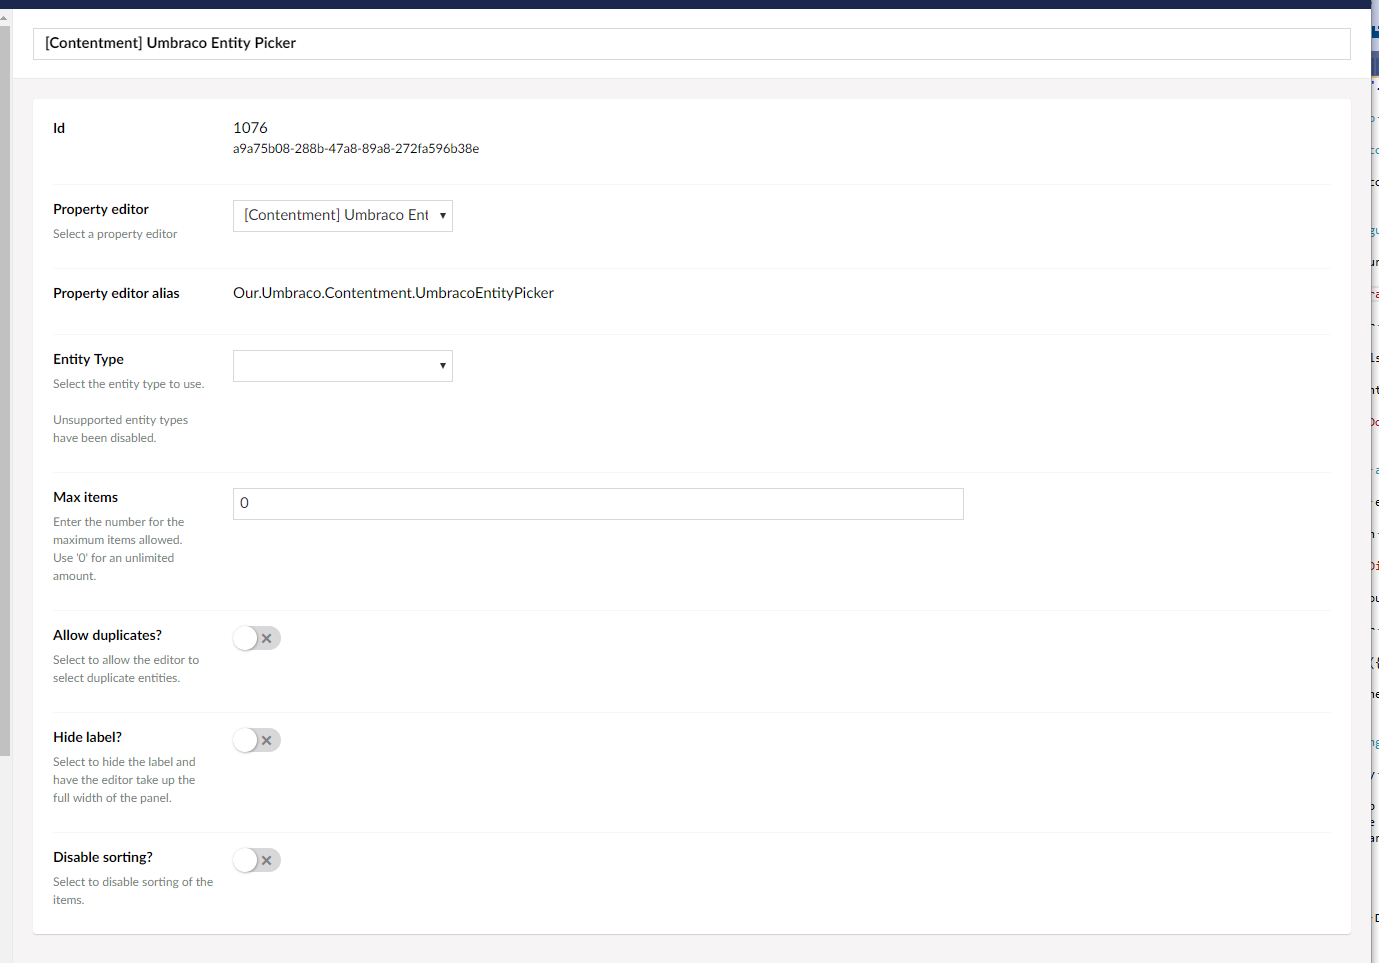 [Contentment] Umbraco Entity Picker
Id
1076
a9a75b08-288b-47a8-89a8-272fa596b38e
Property editor
[Contentment] Umbraco Ent
Select a property editor
Property editor alias
Our.Umbraco.Contentment.UmbracoEntityPicker
Entity Type
Select the entity type to use.
Unsupported entity types
have been disabled.
Max items
0
Enter the number for the
maximum items allowed.
Use '0' for an unlimited
amount.
Allow duplicates?
Select to allow the editor to
select duplicate entities.
Hide label?
Select to hide the label and
have the editor take up the
full width of the panel.
Disable sorting?
Select to disable sorting of the
items.